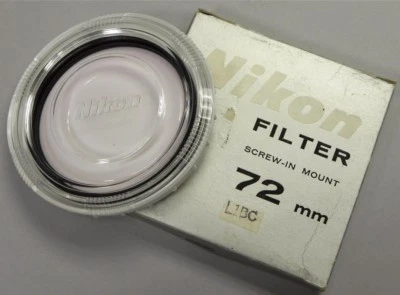 Nikon
Nikon
FILTER
SCREW-IN MOUNT
72 mm
L1BC